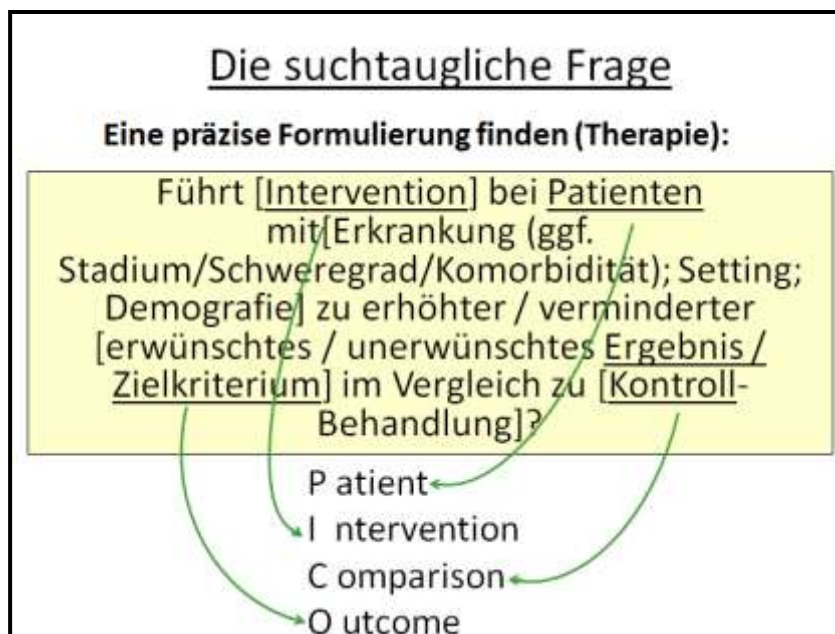 Die suchtaugliche Frage
Eine präzise Formulierung finden (Therapie):
Führt [Intervention] bei Patienten
mit[Erkrankung (ggf.
Stadium/Schweregrad/Komorbidität); Setting;
Demografie] zu erhöhter / verminderter
[erwünschtes / unerwünschtes Ergebnis /
Zielkriterium] im Vergleich zu [Kontroll-
Behandlung]?
P atient
I ntervention
C omparison
O utcome